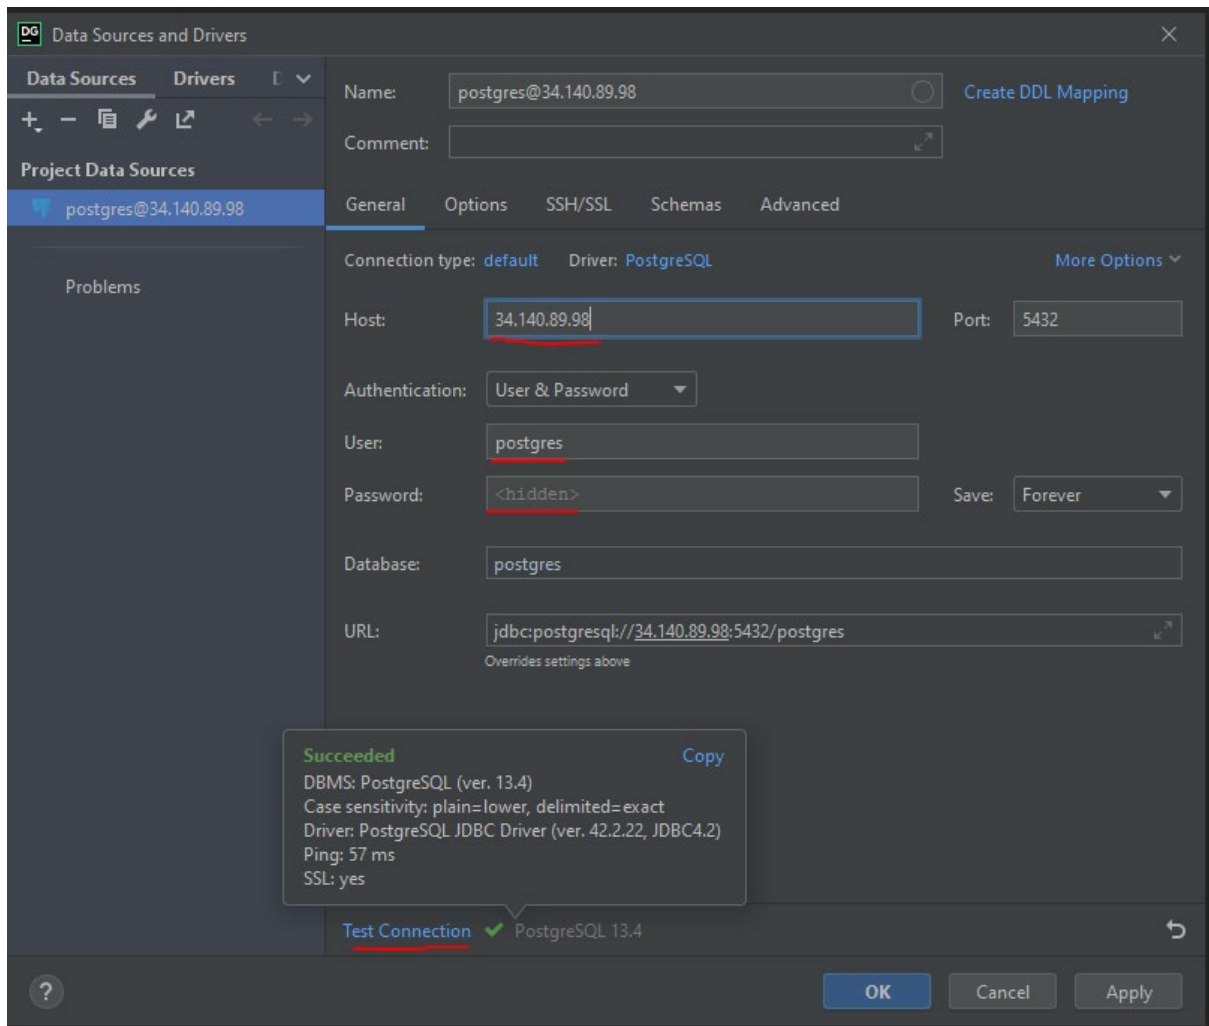 DG Data Sources and Drivers
Data Sources Drivers D
Project Data Sources
postgres@34.140.89.98
Problems
Name: postgres@34.140.89.98 Create DDL Mapping
Comment:
General Options SSH/SSL Schemas Advanced
Connection type: default Driver: PostgreSQL More Options
Host: 34.140.89.98 Port: 5432
Authentication: User & Password
User: postgres
Password: <hidden> Save: Forever
Database: postgres
URL: jdbc:postgresql://34.140.89.98:5432/postgres
Overrides settings above
Succeeded Copy
DBMS: PostgreSQL (ver. 13.4)
Case sensitivity: plain=lower, delimited=exact
Driver: PostgreSQL JDBC Driver (ver. 42.2.22, JDBC4.2)
Ping: 57 ms
SSL: yes
Test Connection PostgreSQL 13.4
? OK Cancel Apply